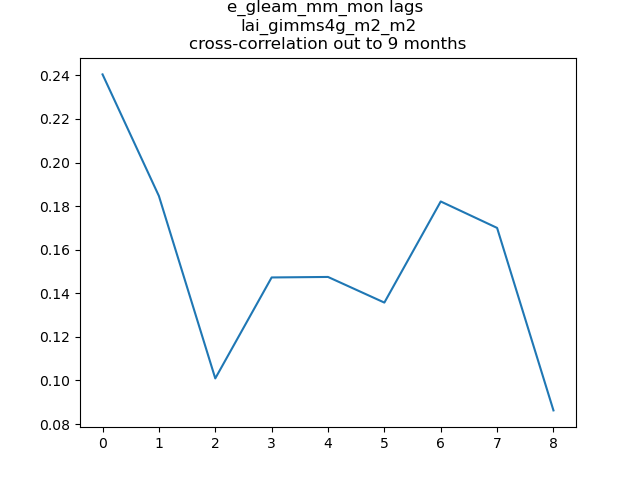 e_gleam_mm_mon lags
lai_gimms4g_m2_m2
cross-correlation out to 9 months
0.24
0.22
0.20
0.18
0.16
0.14
0.12
0.10
0.08
0 1 2 3 4 5 6 7 8